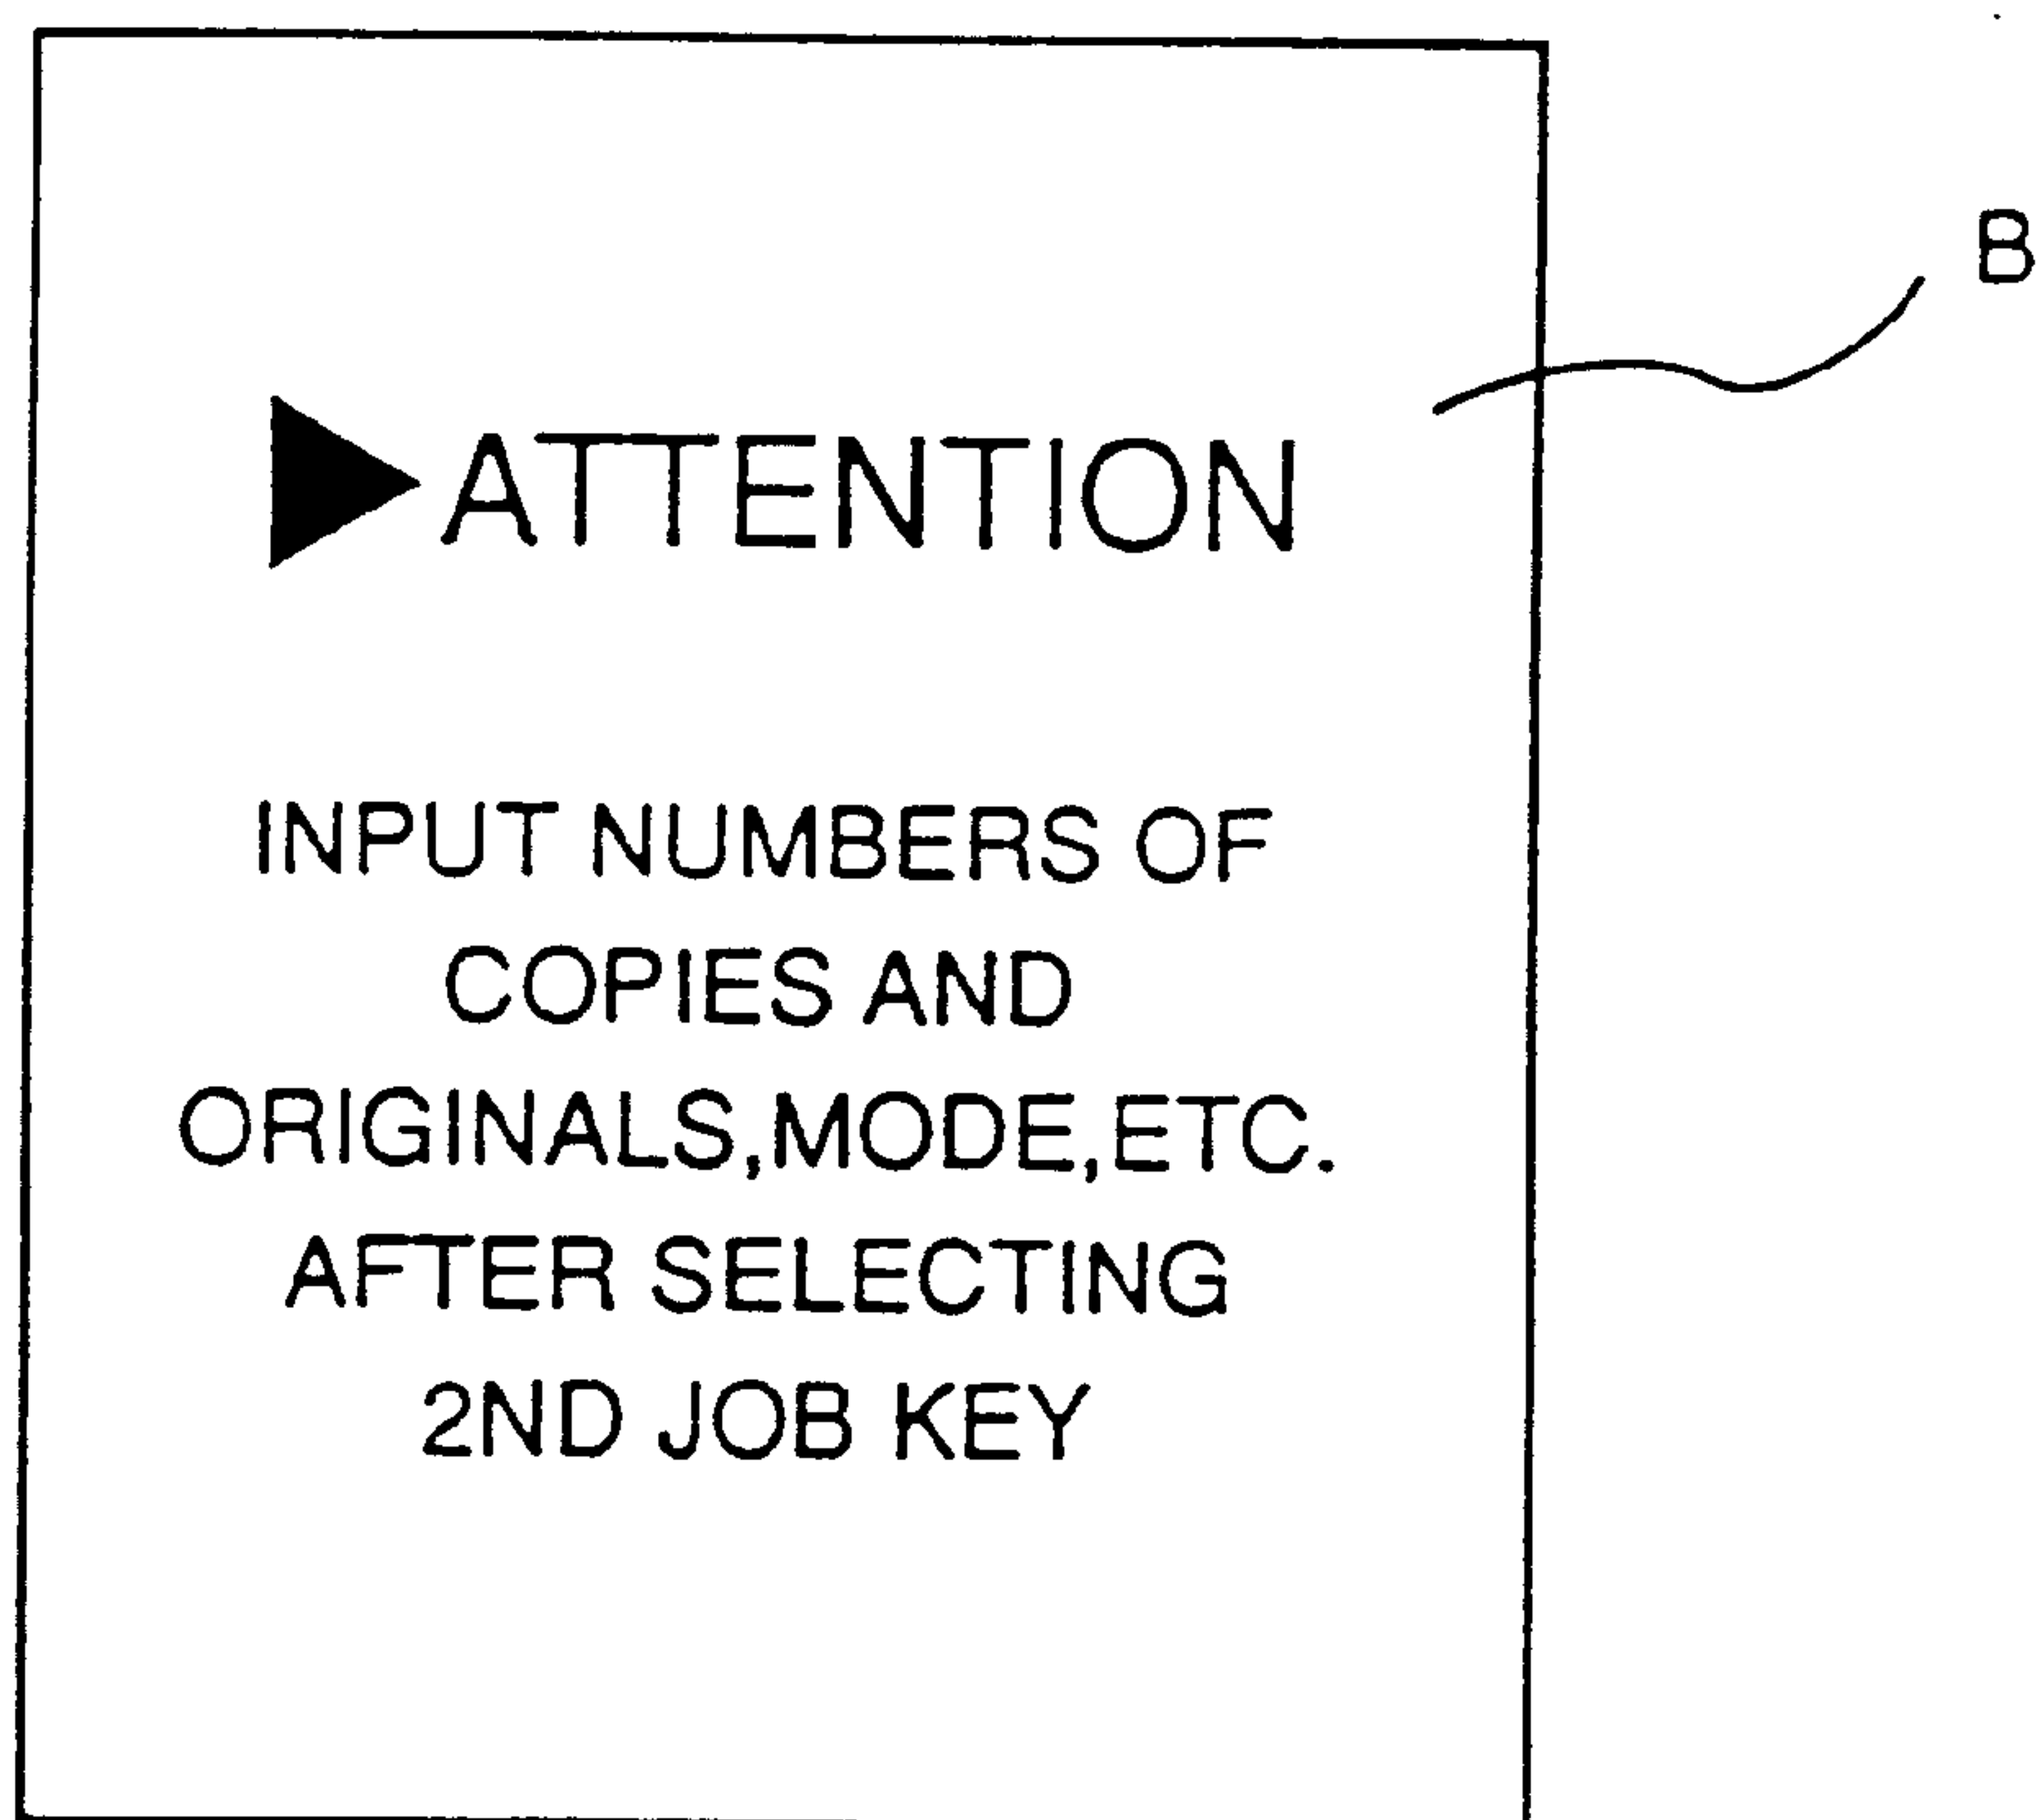 B
▶ATTENTION
INPUT NUMBERS OF
COPIES AND
ORIGINALS,MODE,ETC.
AFTER SELECTING
2ND JOB KEY